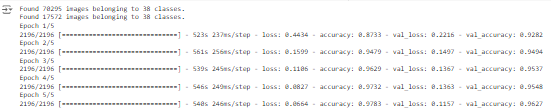 Found 70295 images belonging to 38 classes.
Found 17572 images belonging to 38 classes.
Epoch 1/5
2196/2196 [==============================] - 523s 237ms/step - loss: 0.4434 - accuracy: 0.8733 - val_loss: 0.2216 - val_accuracy: 0.9282
Epoch 2/5
2196/2196 [==============================] - 561s 256ms/step - loss: 0.1599 - accuracy: 0.9479 - val_loss: 0.1497 - val_accuracy: 0.9494
Epoch 3/5
2196/2196 [==============================] - 539s 245ms/step - loss: 0.1106 - accuracy: 0.9629 - val_loss: 0.1367 - val_accuracy: 0.9537
Epoch 4/5
2196/2196 [==============================] - 546s 249ms/step - loss: 0.0827 - accuracy: 0.9732 - val_loss: 0.1363 - val_accuracy: 0.9548
Epoch 5/5
2196/2196 [==============================] - 540s 246ms/step - loss: 0.0664 - accuracy: 0.9783 - val_loss: 0.1157 - val_accuracy: 0.9627